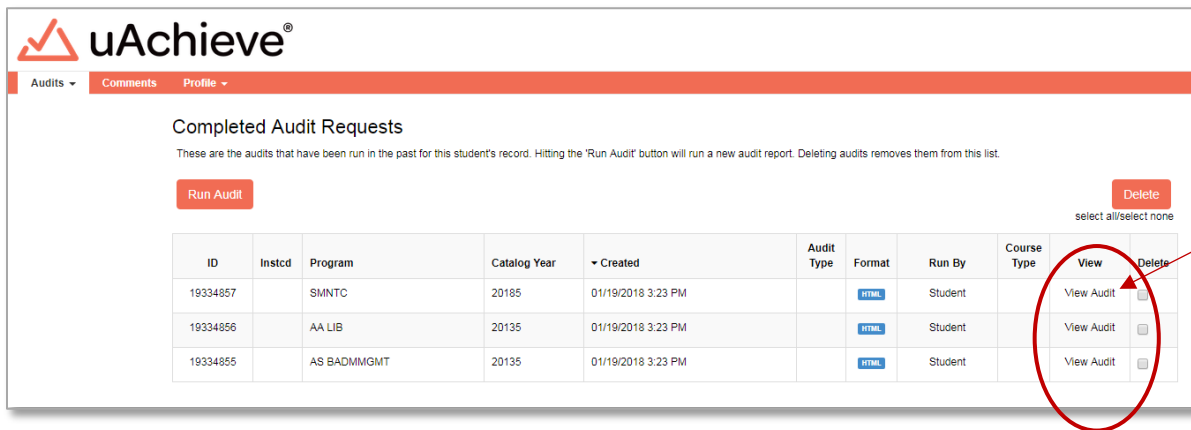 uAchieve®
Audits Comments Profile
Completed Audit Requests
These are the audits that have been run in the past for this student's record. Hitting the 'Run Audit' button will run a new audit report. Deleting audits removes them from this list.
Run Audit Delete
select all/select none
ID Instcd Program Catalog Year Created Audit Type Format Run By Course Type View Delete
19334857 SMNTC 20185 01/19/2018 3:23 PM HTML Student View Audit
19334856 AA LIB 20135 01/19/2018 3:23 PM HTML Student View Audit
19334855 AS BADMMGMT 20135 01/19/2018 3:23 PM HTML Student View Audit